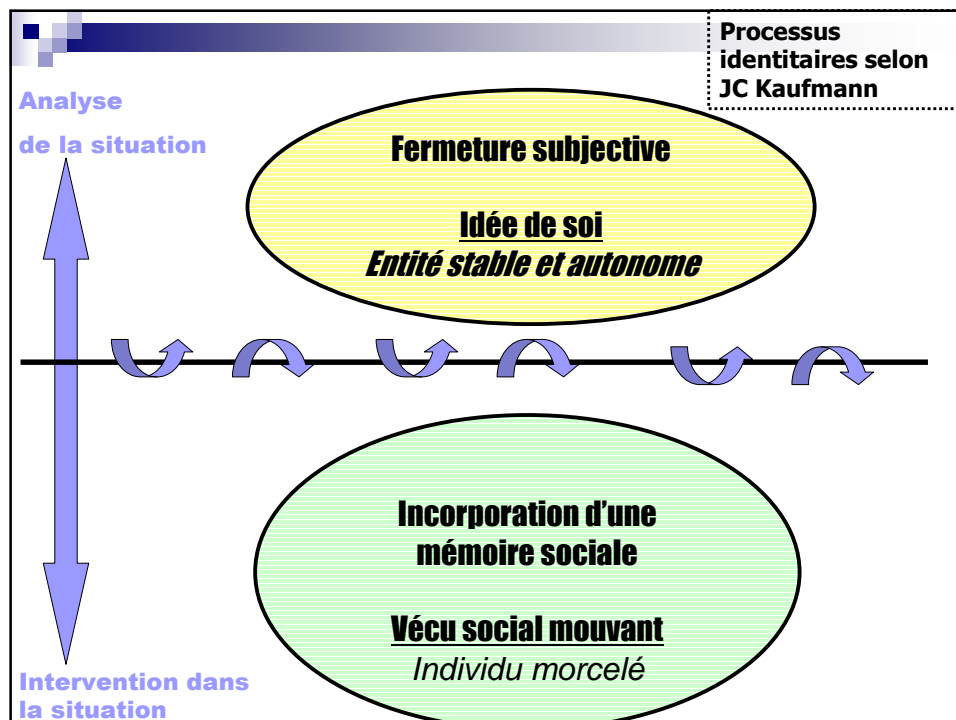 Processus
identitaires selon
JC Kaufmann
Analyse
de la situation
Fermeture subjective
Idée de soi
Entité stable et autonome
Incorporation d'une
mémoire sociale
Vécu social mouvant
Individu morcelé
Intervention dans
la situation